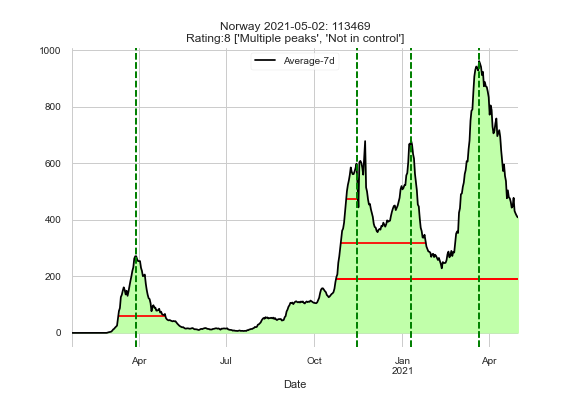 Norway 2021-05-02: 113469
Rating:8 ['Multiple peaks', 'Not in control']
Average-7d
1000
800
600
400
200
0
Apr
Jul
Oct
Jan
2021
Apr
Date